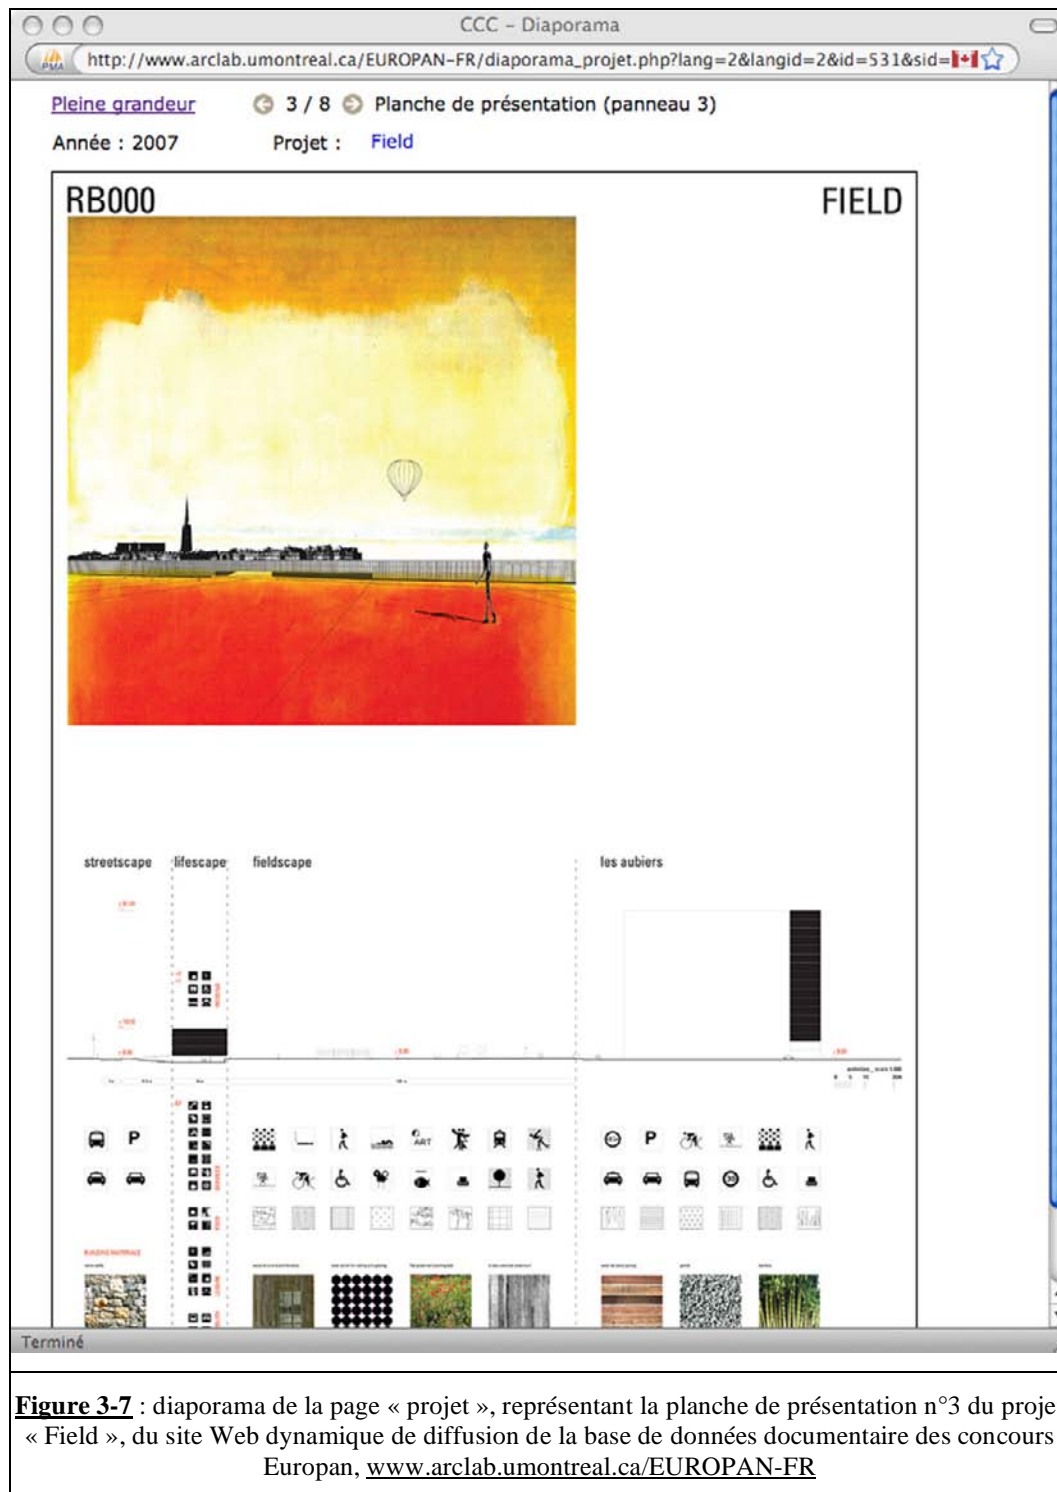 CCC – Diaporama
http://www.arclab.umontreal.ca/EUROPAN-FR/diaporama_projet.php?lang=2&langid=2&id=531&sid=
Pleine grandeur 3 / 8 Planche de présentation (panneau 3)
Année : 2007 Projet : Field
RB000 FIELD
streetscape lifescape fieldscape les aubiers
P ART P
30
BUILDING MATERIALS
Terminé
Figure 3-7 : diaporama de la page « projet », représentant la planche de présentation n°3 du proje
« Field », du site Web dynamique de diffusion de la base de données documentaire des concours
Europan, www.arclab.umontreal.ca/EUROPAN-FR